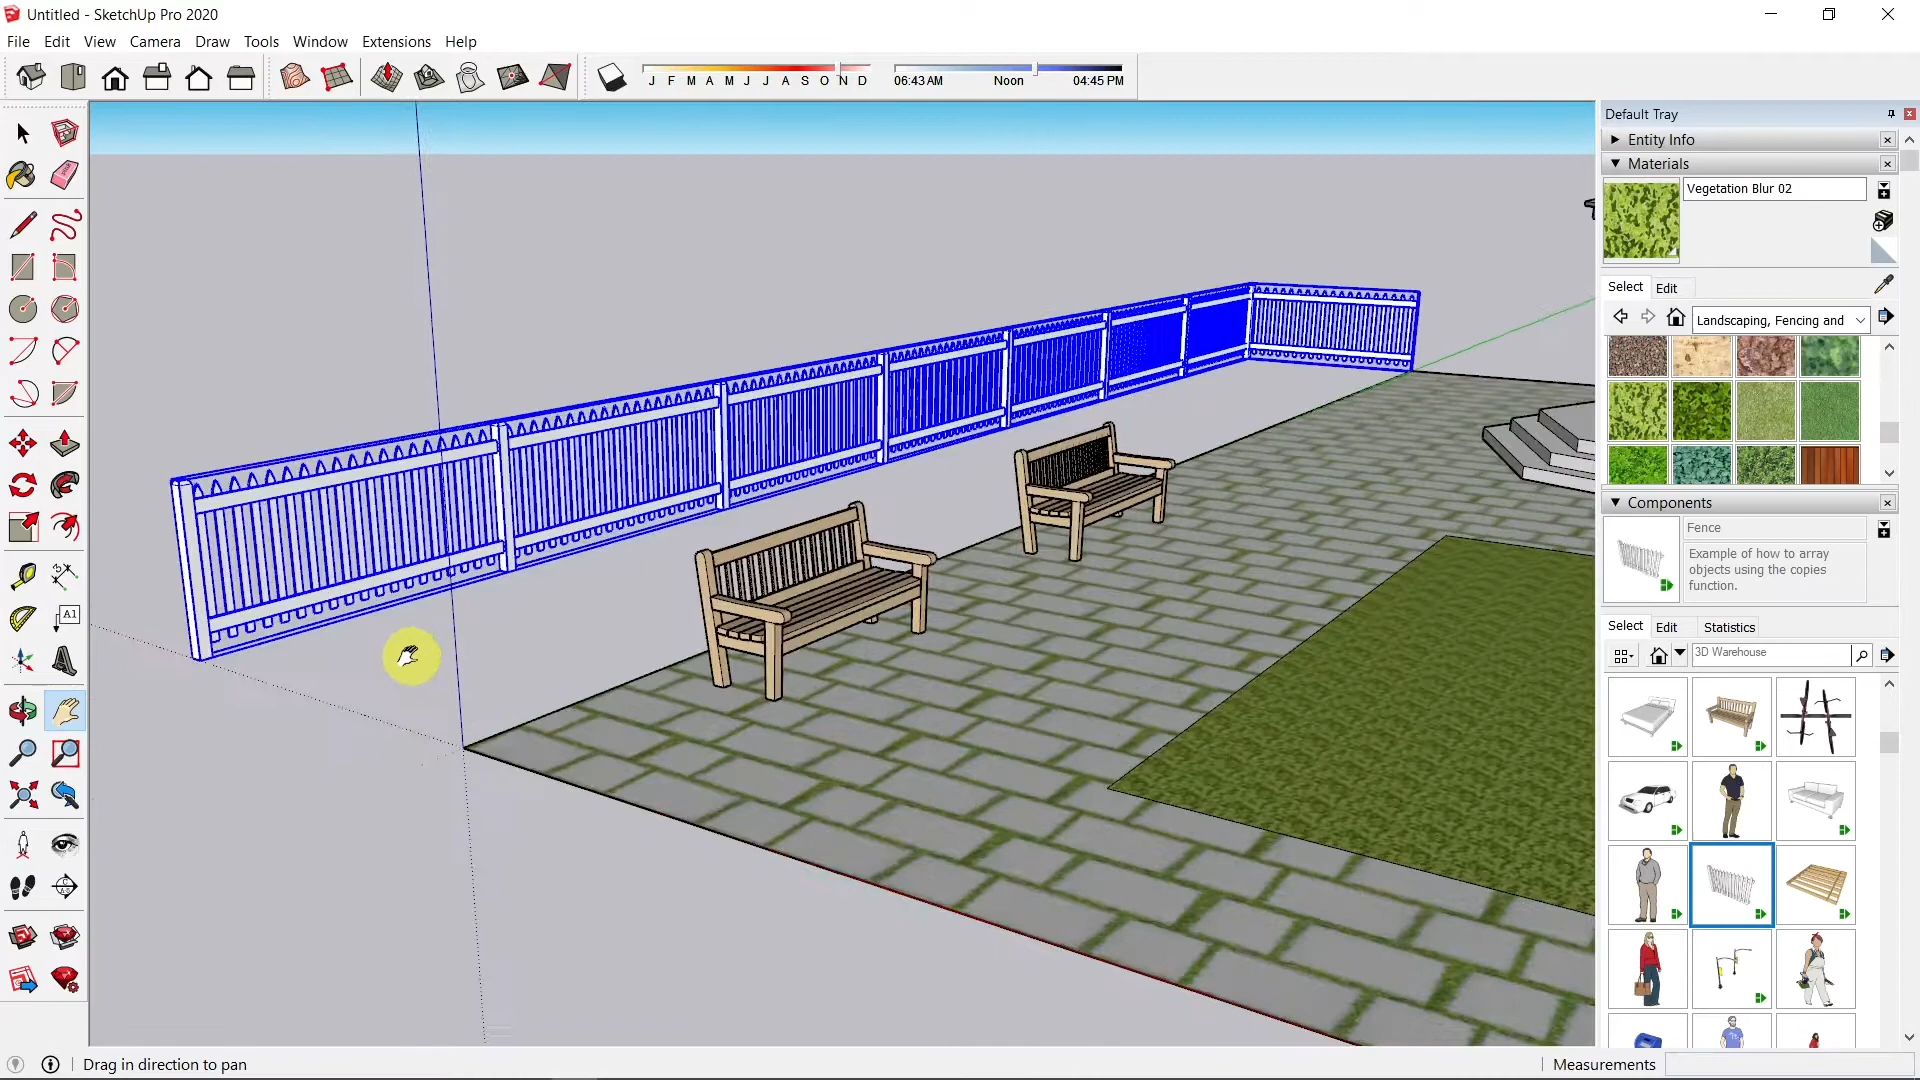 Untitled - SketchUp Pro 2020
File Edit View Camera Draw Tools Window Extensions Help
J F M A M J J A S O N D 06:43 AM Noon 04:45 PM
Default Tray
Entity Info
Materials
Vegetation Blur 02
Select Edit
Landscaping, Fencing and
Components
Fence
Example of how to array
objects using the copies
function.
Select Edit Statistics
3D Warehouse
A1
Drag in direction to pan
Measurements